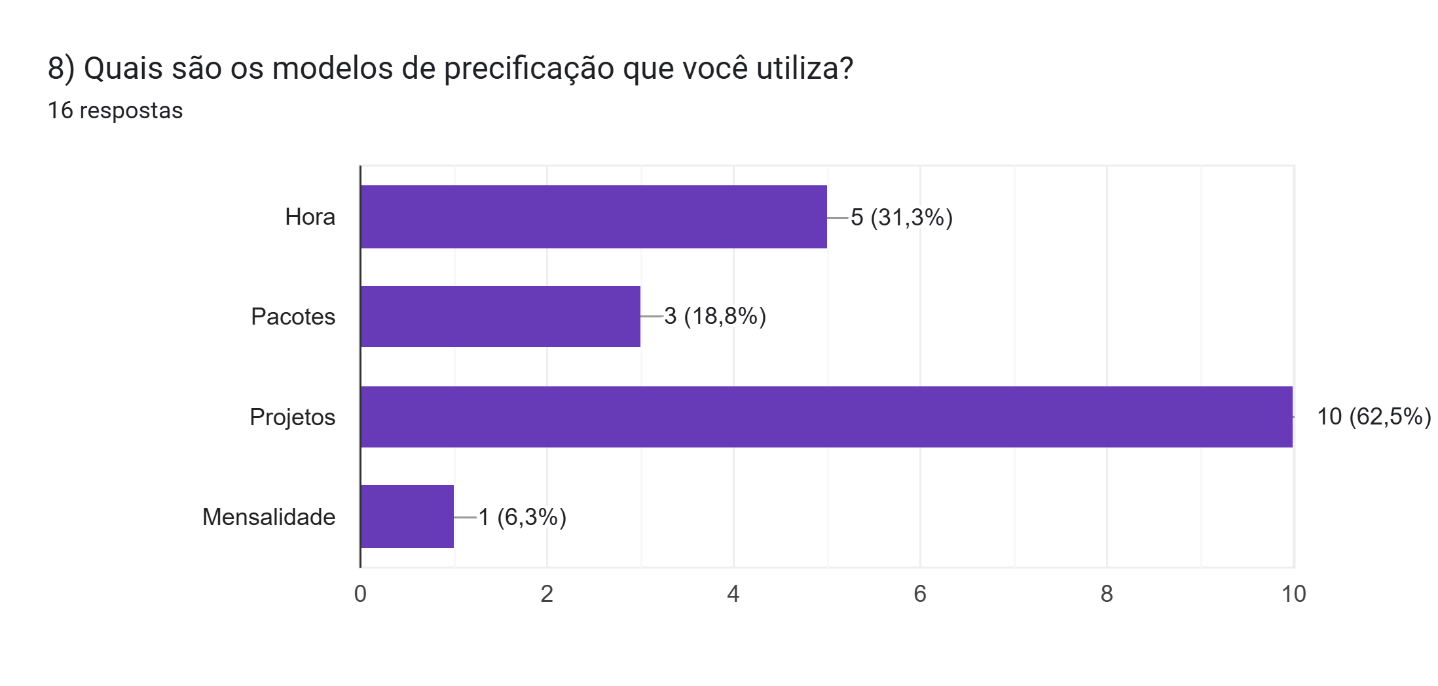 8) Quais são os modelos de precificação que você utiliza?
16 respostas
Hora
5 (31,3%)
Pacotes
3 (18,8%)
Projetos
10 (62,5%)
Mensalidade
1 (6,3%)
0 2 4 6 8 10